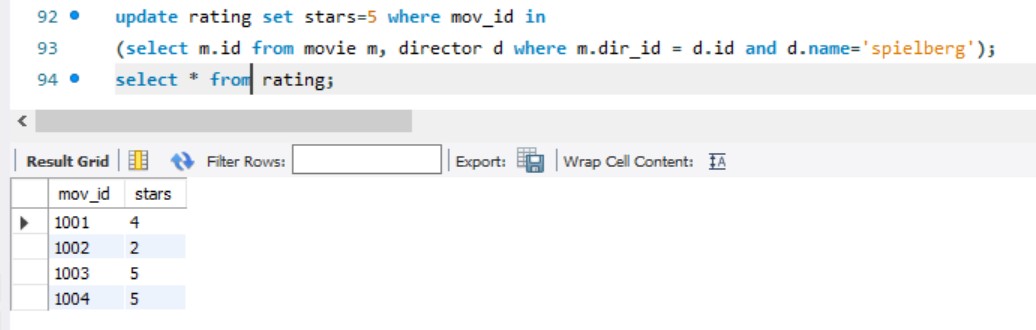 92 update rating set stars=5 where mov_id in
93 (select m.id from movie m, director d where m.dir_id = d.id and d.name='spielberg');
94 select * from rating;
Result Grid Filter Rows: Export: Wrap Cell Content:
mov_id stars
1001 4
1002 2
1003 5
1004 5